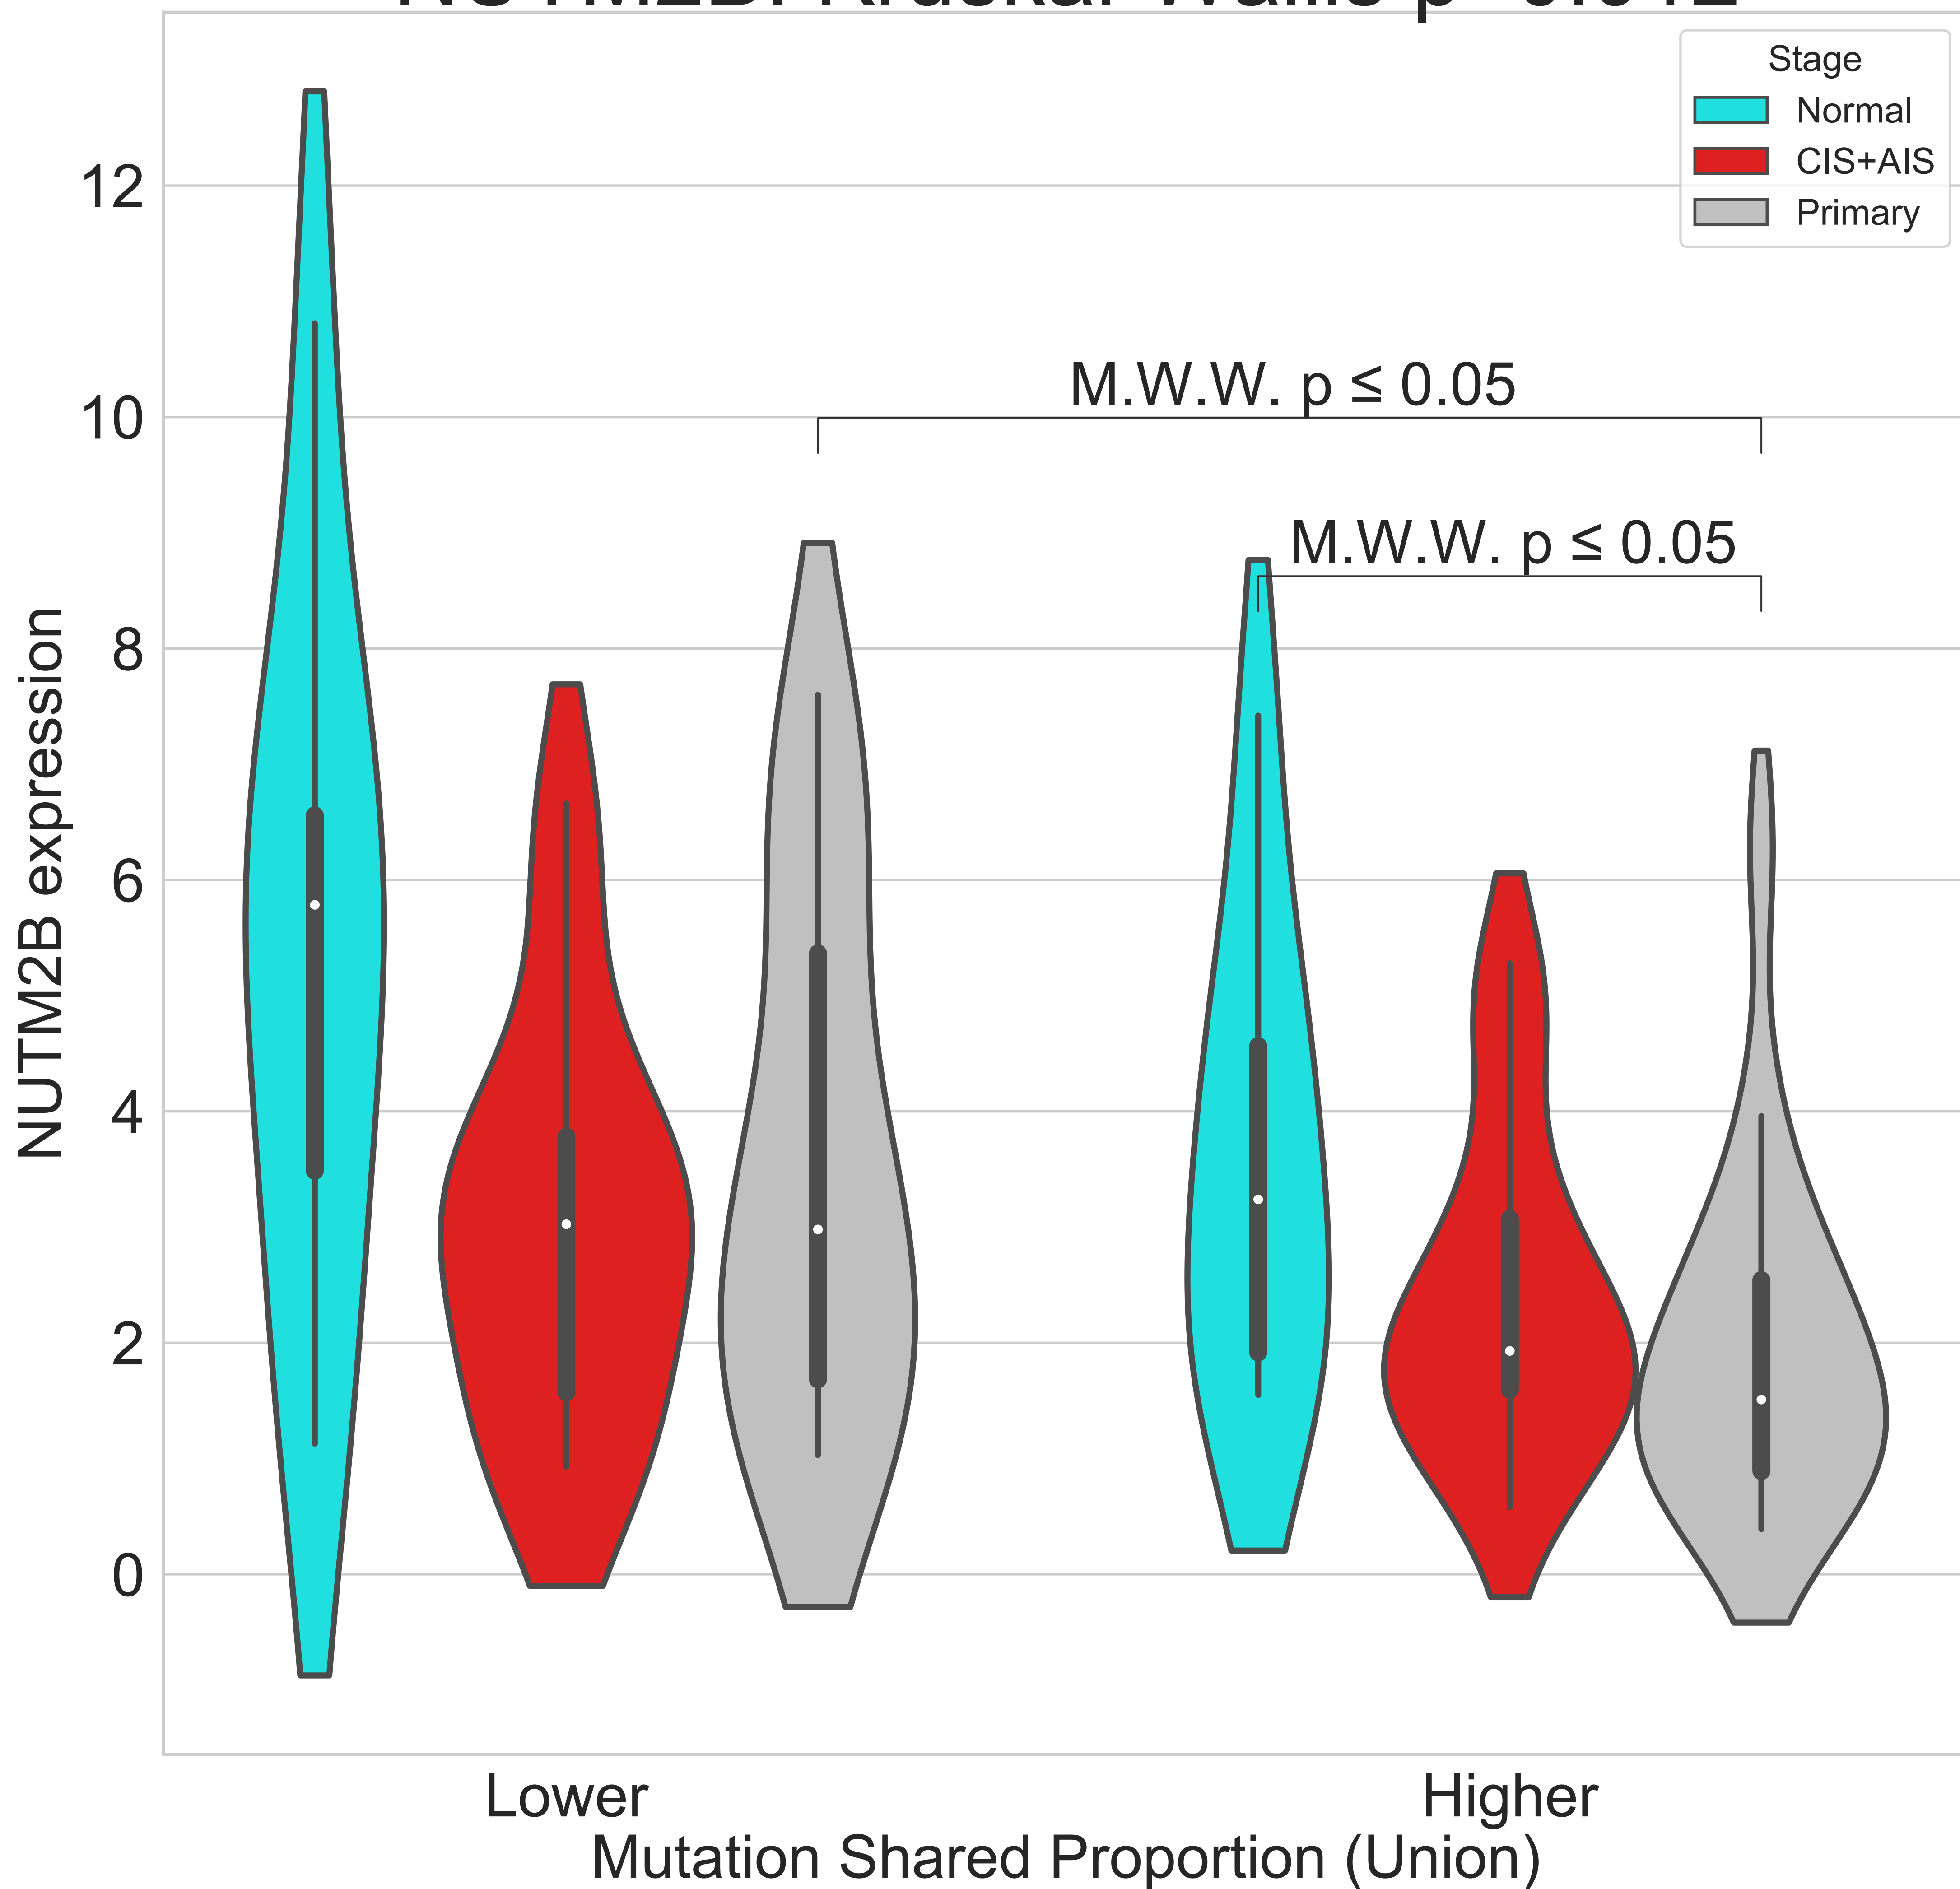 Stage
Normal
CIS+AIS
Primary
12
10
8
6
4
2
0
NUTM2B expression
M.W.W. p ≤ 0.05
M.W.W. p ≤ 0.05
Lower
Higher
Mutation Shared Proportion (Union)